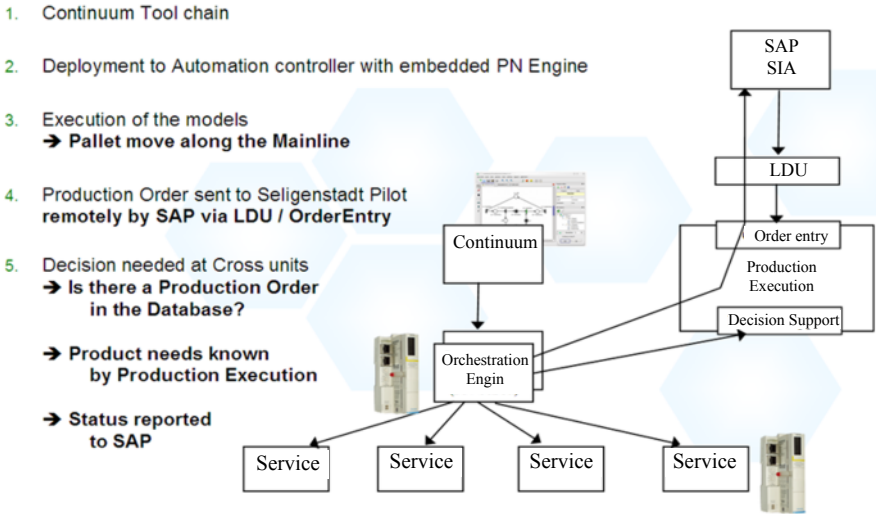 1. Continuum Tool chain
2. Deployment to Automation controller with embedded PN Engine
3. Execution of the models
➔ Pallet move along the Mainline
4. Production Order sent to Seligenstadt Pilot
remotely by SAP via LDU / OrderEntry
5. Decision needed at Cross units
➔ Is there a Production Order
in the Database?
➔ Product needs known
by Production Execution
➔ Status reported
to SAP
SAP
SIA
LDU
Order entry
Production
Execution
Decision Support
Continuum
Orchestration
Engin
Service
Service
Service
Service